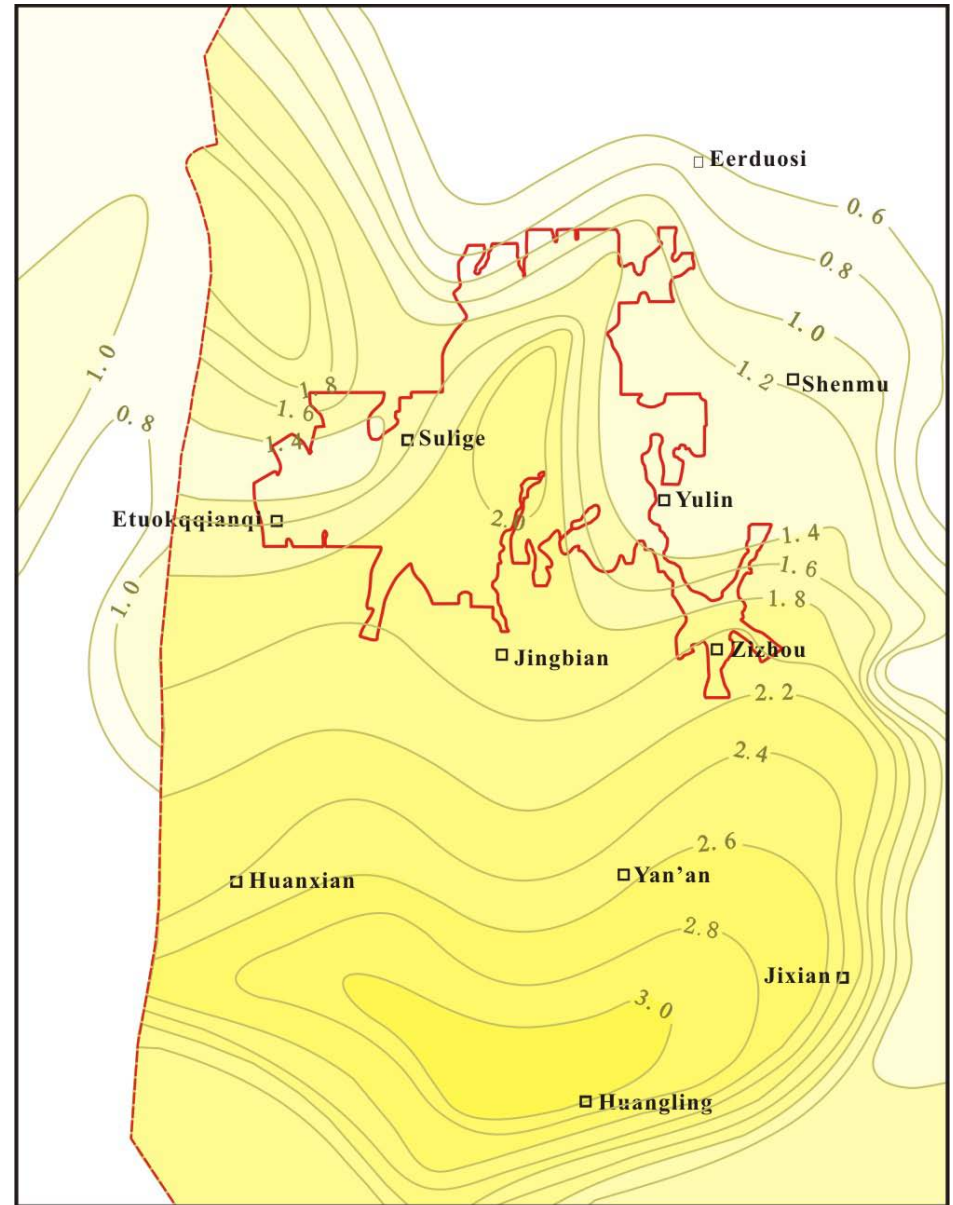 Eerduosi
0.6
0.8
1.0
1.0
1.2
Shenmu
1.8
0.8
1.6
1.4
Sulige
Yulin
Etuokqqianqi
2.0
1.4
1.6
1.0
1.8
Zizhou
Jingbian
2.2
2.4
2.6
Yan’an
Huanxian
2.8
Jixian
3.0
Huangling